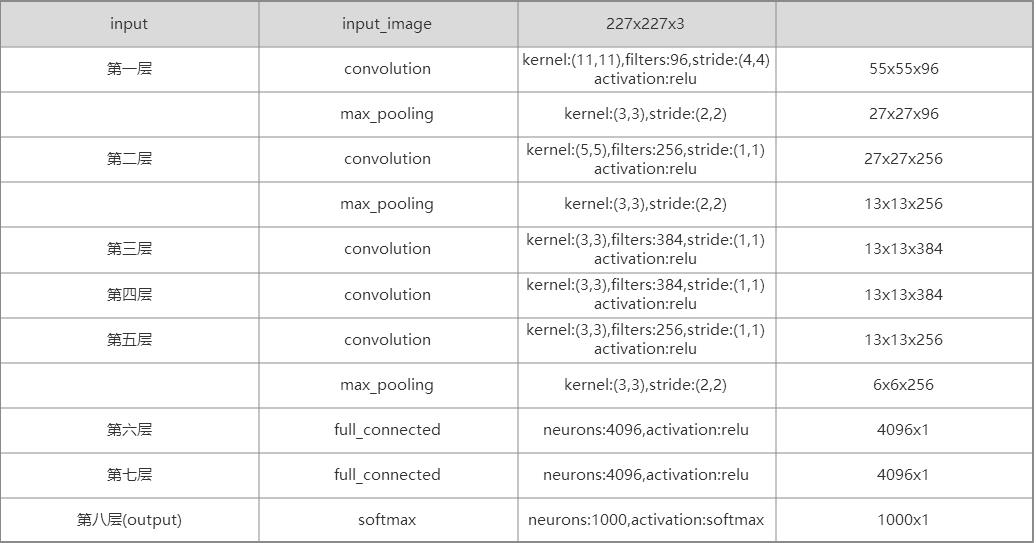 input input_image 227x227x3
第一层 convolution kernel:(11,11),filters:96,stride:(4,4) 55x55x96
activation:relu
max_pooling kernel:(3,3),stride:(2,2) 27x27x96
第二层 convolution kernel:(5,5),filters:256,stride:(1,1) 27x27x256
activation:relu
max_pooling kernel:(3,3),stride:(2,2) 13x13x256
第三层 convolution kernel:(3,3),filters:384,stride:(1,1) 13x13x384
activation:relu
第四层 convolution kernel:(3,3),filters:384,stride:(1,1) 13x13x384
activation:relu
第五层 convolution kernel:(3,3),filters:256,stride:(1,1) 13x13x256
activation:relu
max_pooling kernel:(3,3),stride:(2,2) 6x6x256
第六层 full_connected neurons:4096,activation:relu 4096x1
第七层 full_connected neurons:4096,activation:relu 4096x1
第八层(output) softmax neurons:1000,activation:softmax 1000x1